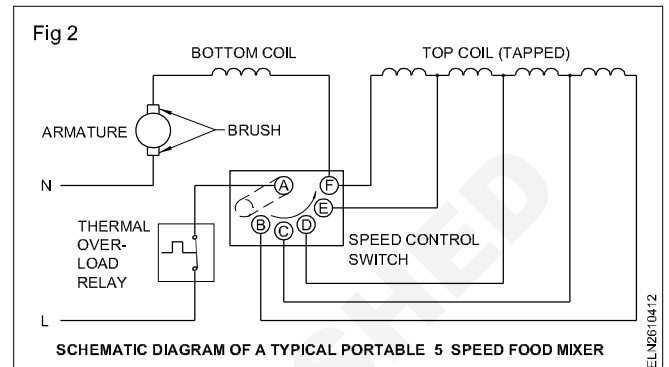 Fig 2
BOTTOM COIL
TOP COIL (TAPPED)
ARMATURE
BRUSH
N
A
F
E
B
C
D
THERMAL
OVER-
LOAD
RELAY
SPEED CONTROL
SWITCH
L
SCHEMATIC DIAGRAM OF A TYPICAL PORTABLE 5 SPEED FOOD MIXER
ELN2610412
SHED